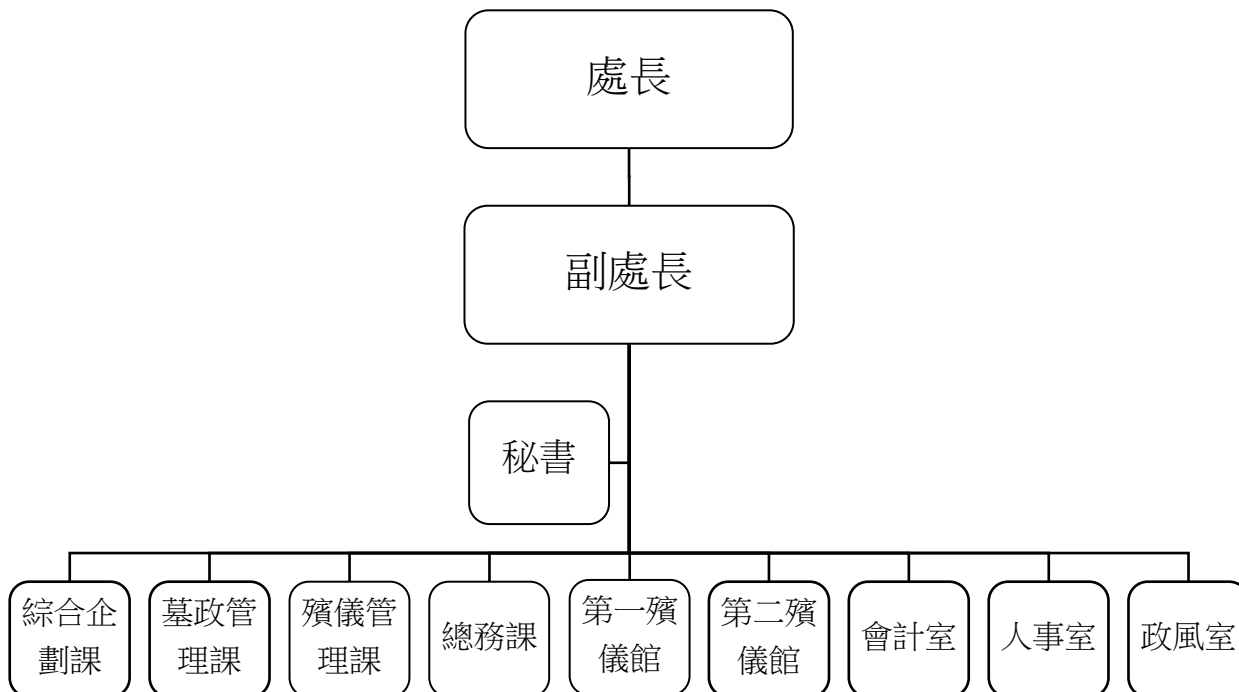 處長
副處長
秘書
綜合企
劃課
墓政管
理課
殯儀管
理課
總務課
第一殯
儀館
第二殯
儀館
會計室
人事室
政風室